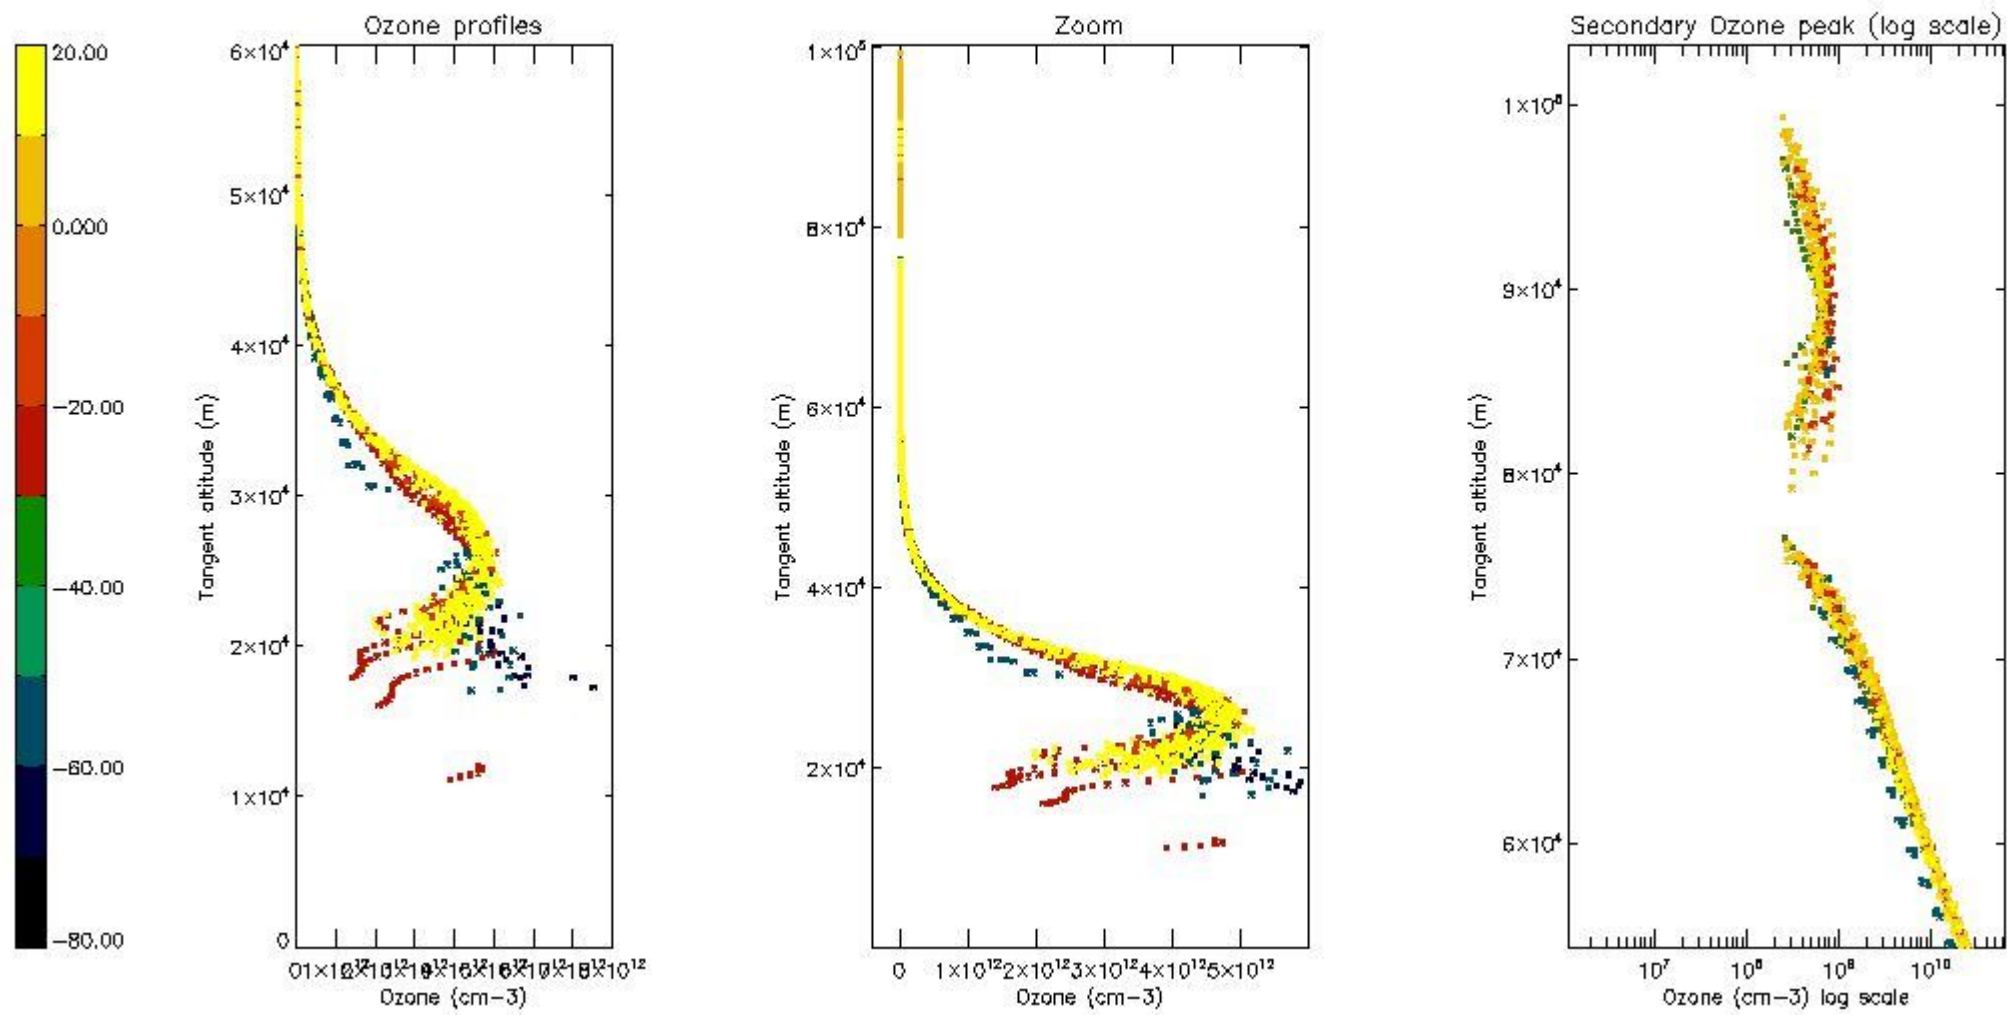 Ozone profiles
Zoom
Secondary Ozone peak (log scale)
20.00
0.000
−20.00
−40.00
−60.00
−80.00
6×10⁴
5×10⁴
4×10⁴
3×10⁴
2×10⁴
1×10⁴
0
Tangent altitude (m)
Ozone (cm−3)
1×10⁵
8×10⁴
6×10⁴
4×10⁴
2×10⁴
Tangent altitude (m)
0 1×10¹² 2×10¹² 3×10¹² 4×10¹² 5×10¹²
Ozone (cm−3)
9×10⁴
8×10⁴
7×10⁴
6×10⁴
Tangent altitude (m)
10⁷ 10⁸ 10⁹ 10¹⁰
Ozone (cm−3) log scale